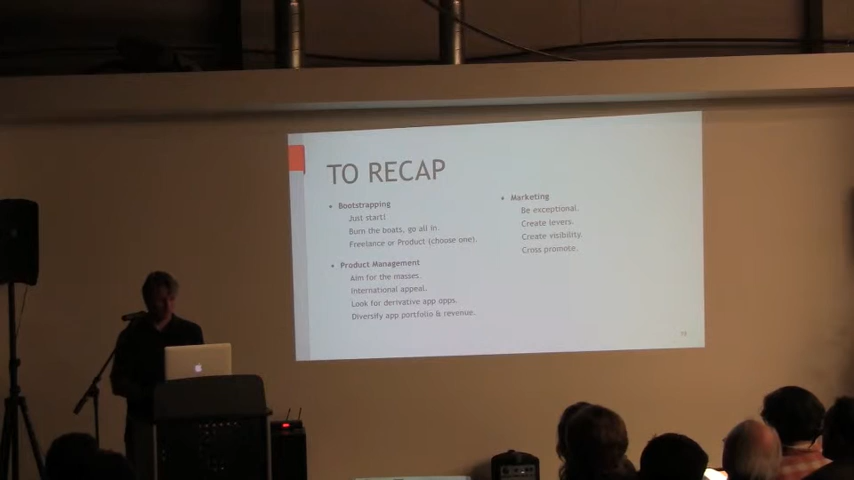 TO RECAP
• Bootstrapping
Just start!
Burn the boats, go all in.
Freelance or Product (choose one).
• Product Management
Aim for the masses.
International appeal.
Look for derivative app opps.
Diversify app portfolio & revenue.
• Marketing
Be exceptional.
Create levers.
Create visibility.
Cross promote.